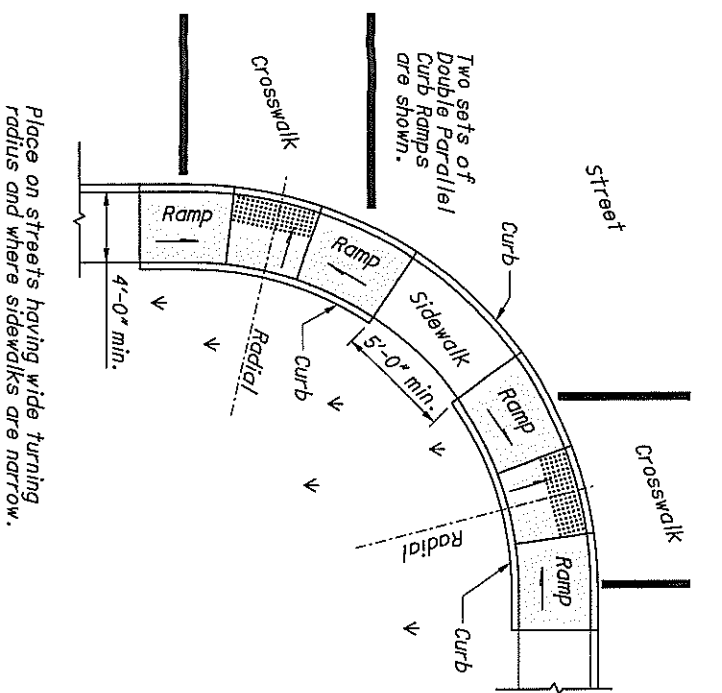 Street
Crosswalk
Two sets of
Double Parallel
Curb Ramps
are shown.
Curb
Crosswalk
Ramp
Ramp
Sidewalk
Ramp
Ramp
4'-0" min.
Radial
Curb
5'-0" min.
Radial
Curb
Place on streets having wide turning
radius and where sidewalks are narrow.